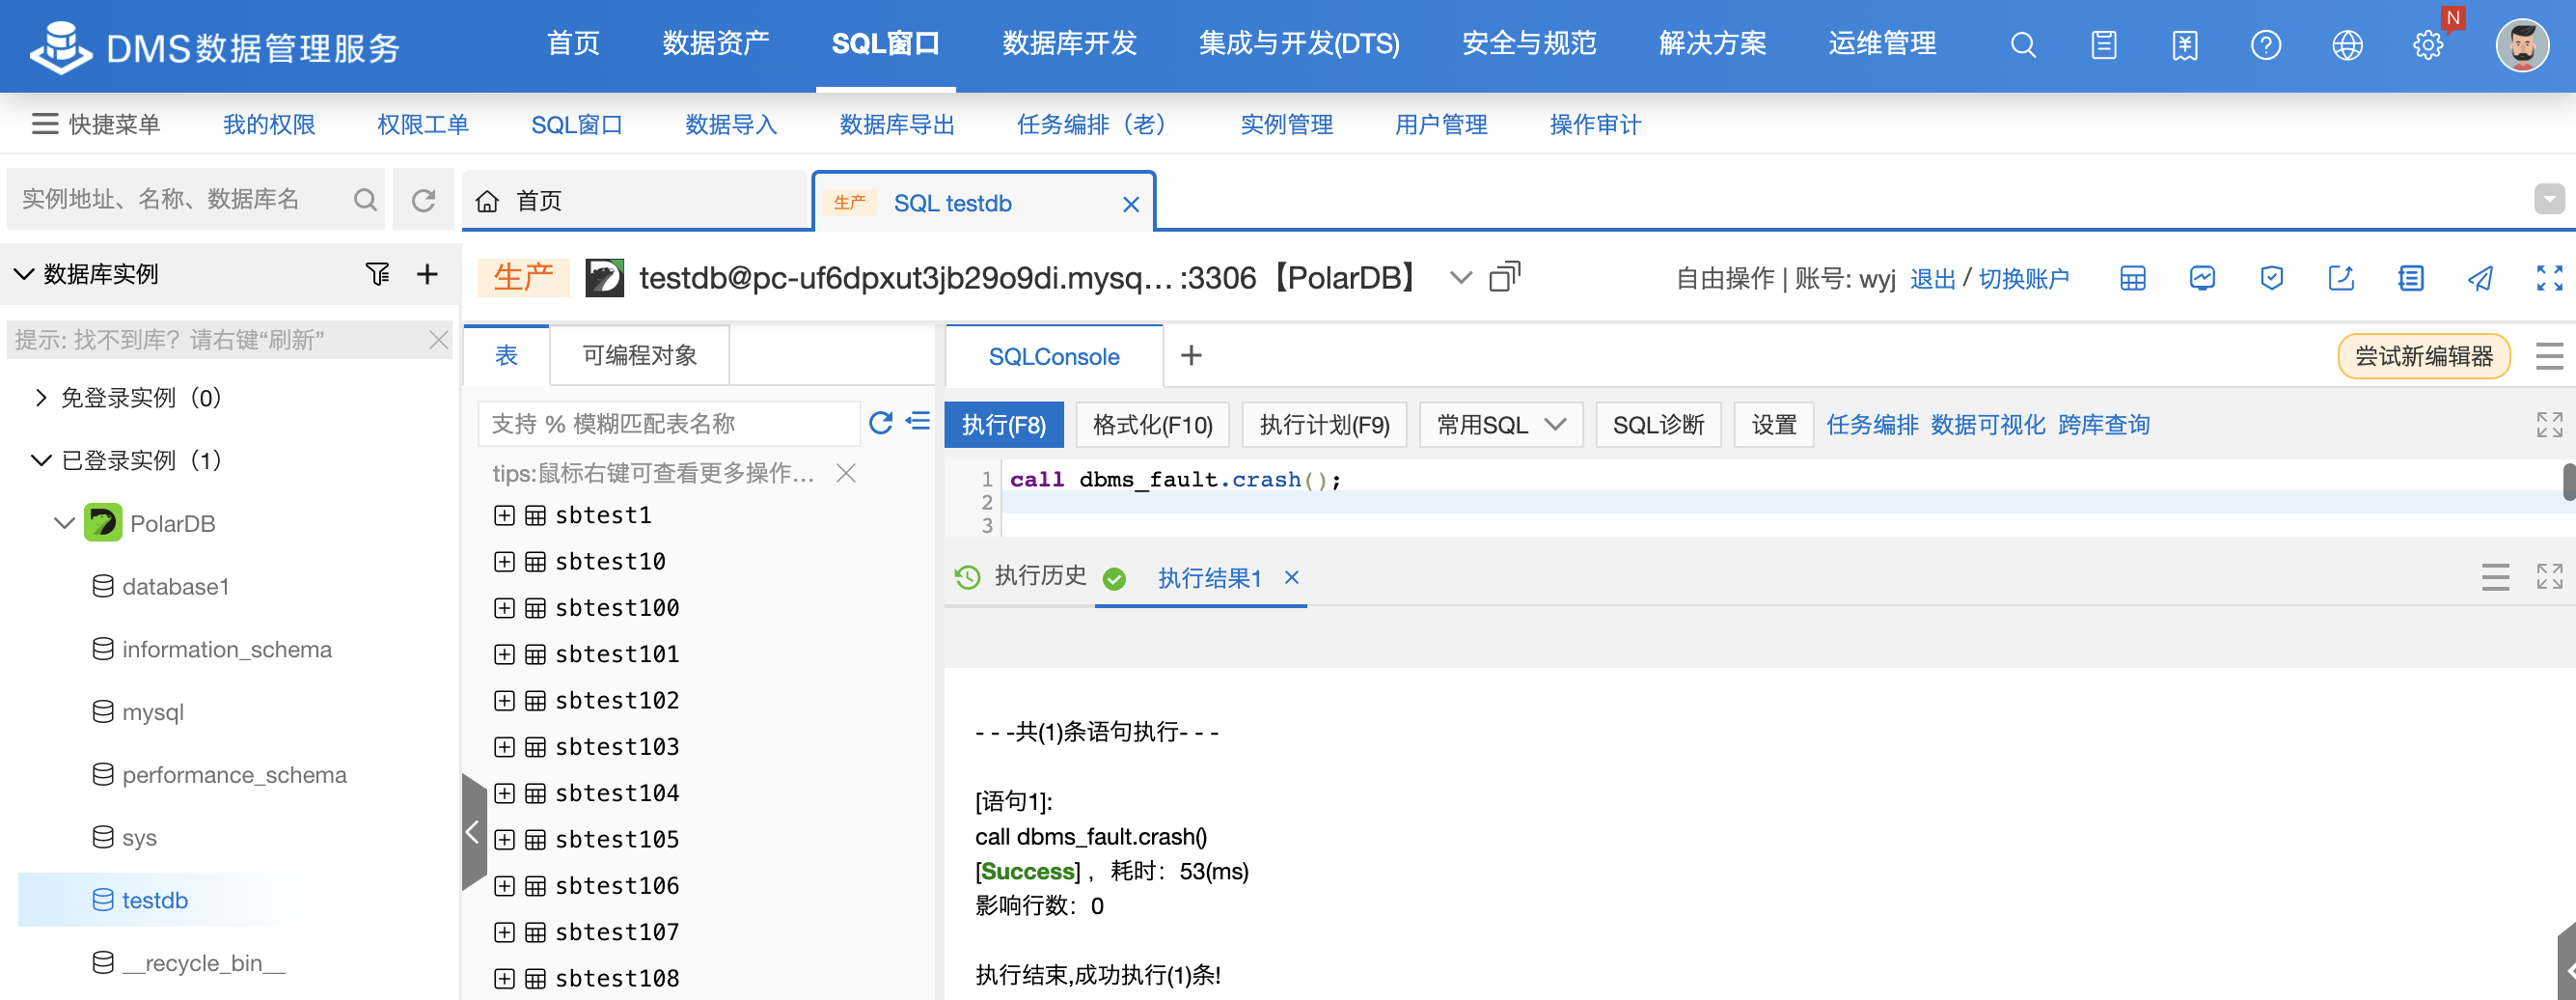 DMS数据管理服务
首页 数据资产 SQL窗口 数据库开发 集成与开发(DTS) 安全与规范 解决方案 运维管理
N
快捷菜单 我的权限 权限工单 SQL窗口 数据导入 数据库导出 任务编排（老） 实例管理 用户管理 操作审计
实例地址、名称、数据库名
首页
生产 SQL testdb
数据库实例
提示: 找不到库？请右键“刷新”
免登录实例（0）
已登录实例（1）
PolarDB
database1
information_schema
mysql
performance_schema
sys
testdb
__recycle_bin__
生产 testdb@pc-uf6dpxut3jb29o9di.mysq... :3306【PolarDB】
自由操作 | 账号: wyj 退出 / 切换账户
表 可编程对象
支持 % 模糊匹配表名称
tips:鼠标右键可查看更多操作...
sbtest1
sbtest10
sbtest100
sbtest101
sbtest102
sbtest103
sbtest104
sbtest105
sbtest106
sbtest107
sbtest108
SQLConsole
尝试新编辑器
执行(F8) 格式化(F10) 执行计划(F9) 常用SQL SQL诊断 设置 任务编排 数据可视化 跨库查询
1 call dbms_fault.crash();
2
3
执行历史 执行结果1
- - -共(1)条语句执行- - -
[语句1]:
call dbms_fault.crash()
[Success] ，耗时：53(ms)
影响行数：0
执行结束,成功执行(1)条!